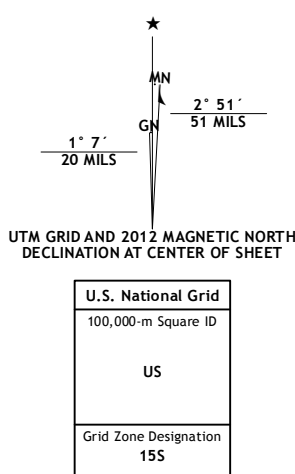 ★
MN
GN
2° 51´
51 MILS
1° 7´
20 MILS
UTM GRID AND 2012 MAGNETIC NORTH
DECLINATION AT CENTER OF SHEET
U.S. National Grid
100,000-m Square ID
US
Grid Zone Designation
15S